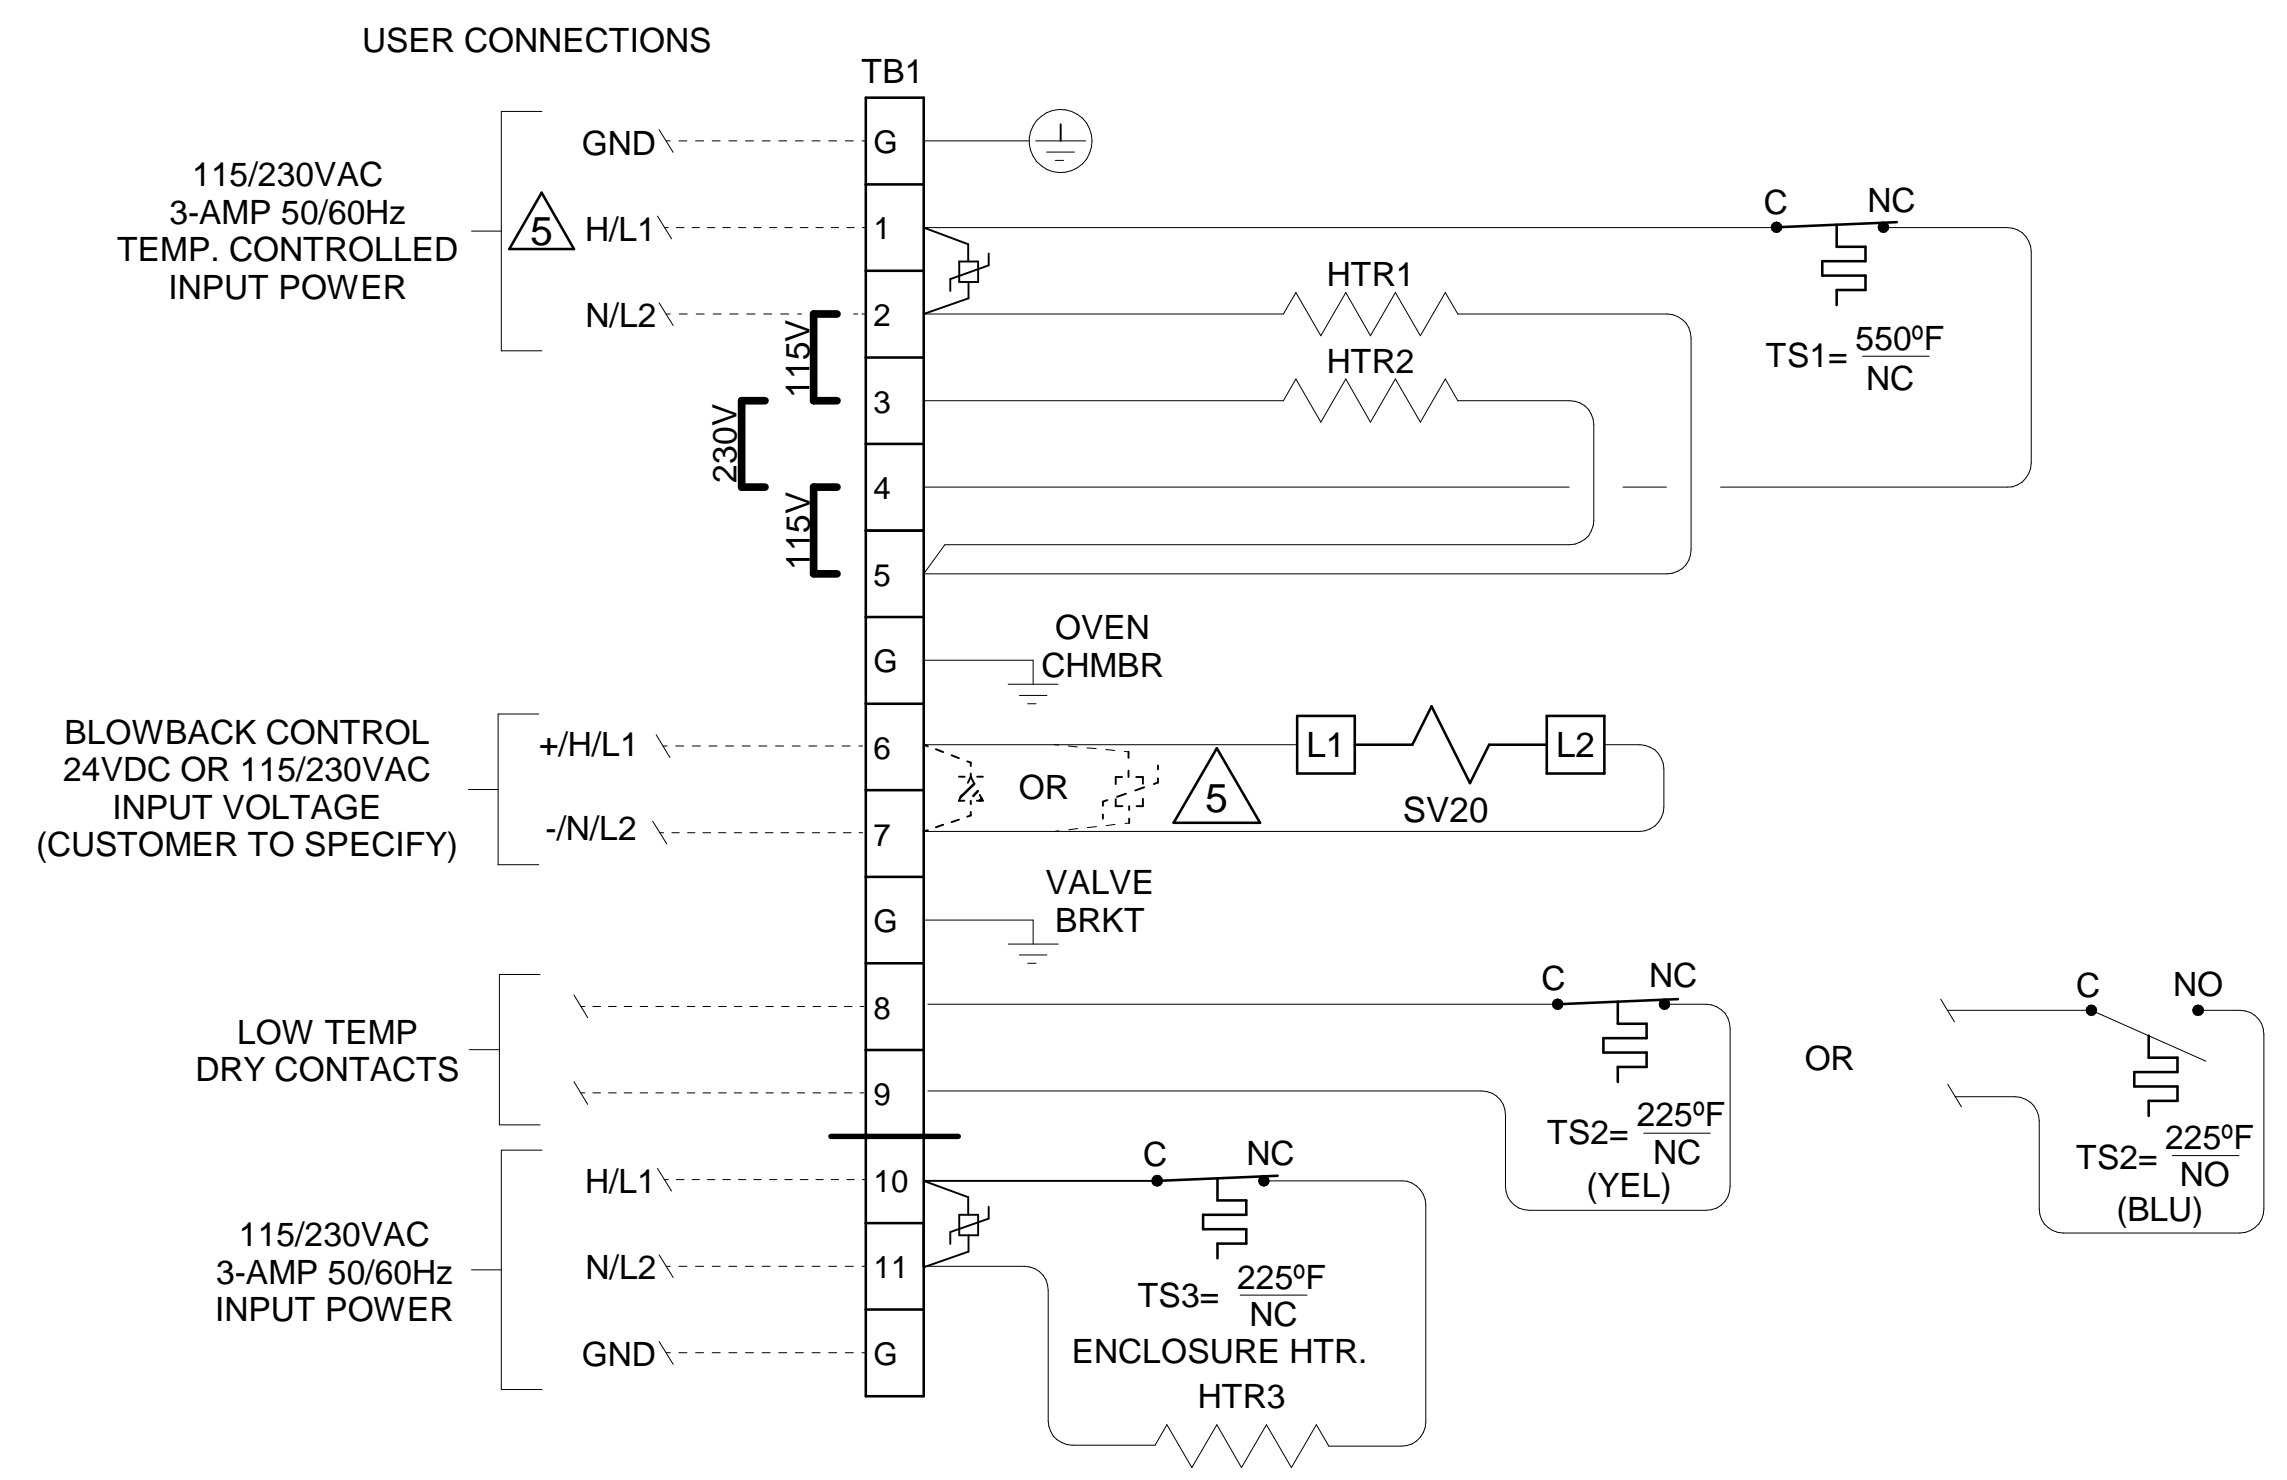 USER CONNECTIONS
TB1
G
1
2
3
4
5
G
6
7
G
8
9
10
11
G
115/230VAC
3-AMP 50/60Hz
TEMP. CONTROLLED
INPUT POWER
GND
5
H/L1
N/L2
115V
230V
115V
C
NC
TS1= 550ºF
NC
HTR1
HTR2
OVEN
CHMBR
BLOWBACK CONTROL
24VDC OR 115/230VAC
INPUT VOLTAGE
(CUSTOMER TO SPECIFY)
+/H/L1
-/N/L2
OR
5
L1
L2
SV20
VALVE
BRKT
LOW TEMP
DRY CONTACTS
C
NC
TS2= 225ºF
NC
(YEL)
OR
C
NO
TS2= 225ºF
NO
(BLU)
115/230VAC
3-AMP 50/60Hz
INPUT POWER
H/L1
N/L2
GND
C
NC
TS3= 225ºF
NC
ENCLOSURE HTR.
HTR3